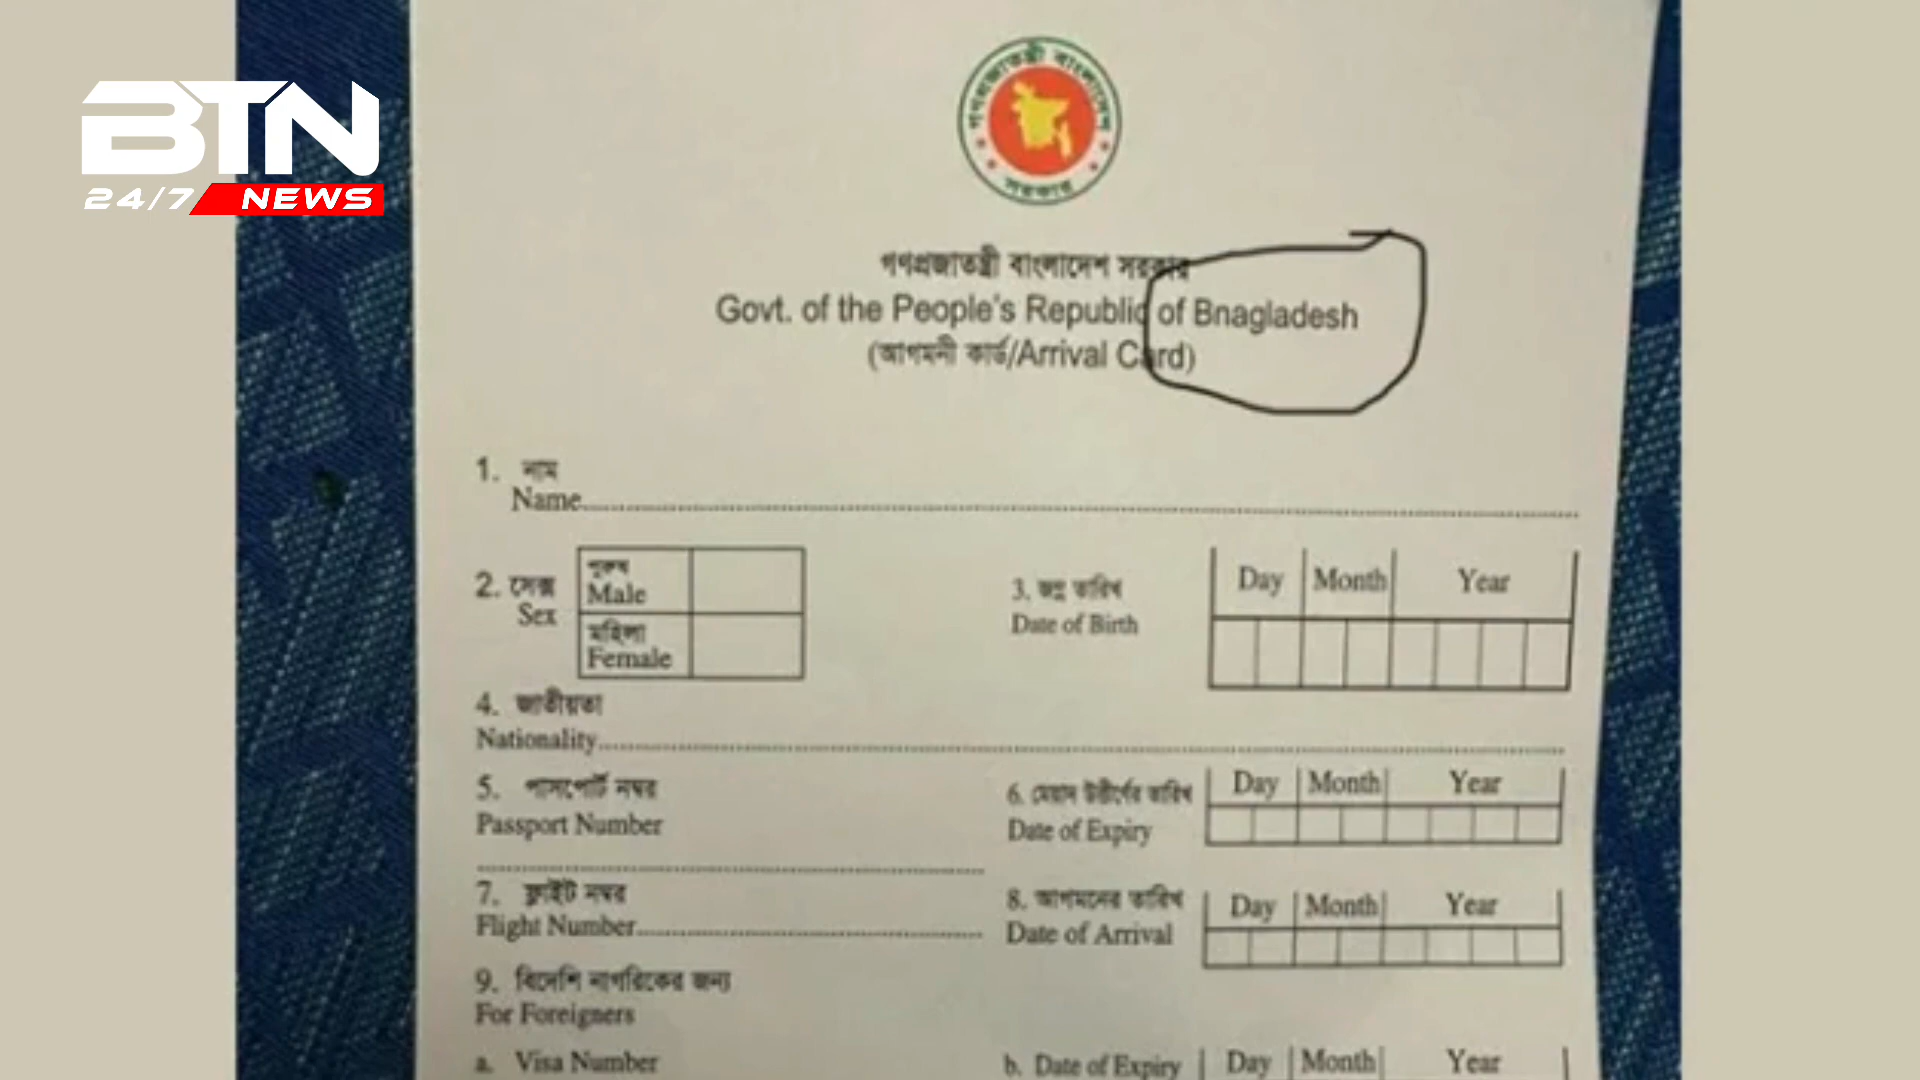 BTN
24/7 NEWS
গণপ্রজাতন্ত্রী বাংলাদেশ
সরকার
গণপ্রজাতন্ত্রী বাংলাদেশ সরকার
Govt. of the People's Republic of Bnagladesh
(আগমনী কার্ড/Arrival Card)
1. নাম
Name
2. সেক্স
Sex
পুরুষ
Male
মহিলা
Female
3. জন্ম তারিখ
Date of Birth
Day Month Year
4. জাতীয়তা
Nationality
5. পাসপোর্ট নম্বর
Passport Number
6. মেয়াদ উত্তীর্ণের তারিখ
Date of Expiry
Day Month Year
7. ফ্লাইট নম্বর
Flight Number
8. আগমনের তারিখ
Date of Arrival
Day Month Year
9. বিদেশি নাগরিকের জন্য
For Foreigners
a. Visa Number
b. Date of Expiry
Day Month Year